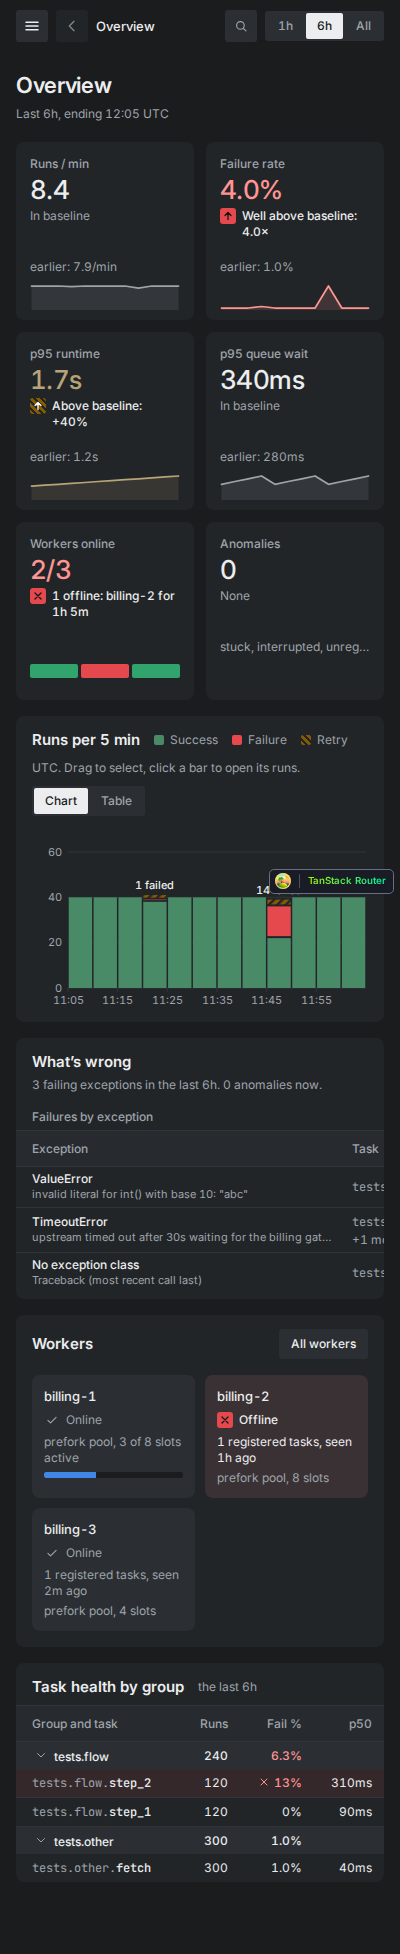 Overview
1h 6h All
Overview
Last 6h, ending 12:05 UTC
Runs / min
8.4
In baseline
earlier: 7.9/min
Failure rate
4.0%
Well above baseline:
4.0×
earlier: 1.0%
p95 runtime
1.7s
Above baseline:
+40%
earlier: 1.2s
p95 queue wait
340ms
In baseline
earlier: 280ms
Workers online
2/3
1 offline: billing-2 for
1h 5m
Anomalies
0
None
stuck, interrupted, unreg...
Runs per 5 min Success Failure Retry
UTC. Drag to select, click a bar to open its runs.
Chart Table
60
1 failed
14
TanStack Router
40
20
0
11:05 11:15 11:25 11:35 11:45 11:55
What's wrong
3 failing exceptions in the last 6h. 0 anomalies now.
Failures by exception
Exception Task
ValueError
invalid literal for int() with base 10: "abc"
tests
TimeoutError
upstream timed out after 30s waiting for the billing gat...
tests
+1 mo
No exception class
Traceback (most recent call last)
tests
Workers
All workers
billing-1
Online
prefork pool, 3 of 8 slots
active
billing-2
Offline
1 registered tasks, seen
1h ago
prefork pool, 8 slots
billing-3
Online
1 registered tasks, seen
2m ago
prefork pool, 4 slots
Task health by group the last 6h
Group and task Runs Fail % p50
tests.flow 240 6.3%
tests.flow.step_2 120 13% 310ms
tests.flow.step_1 120 0% 90ms
tests.other 300 1.0%
tests.other.fetch 300 1.0% 40ms